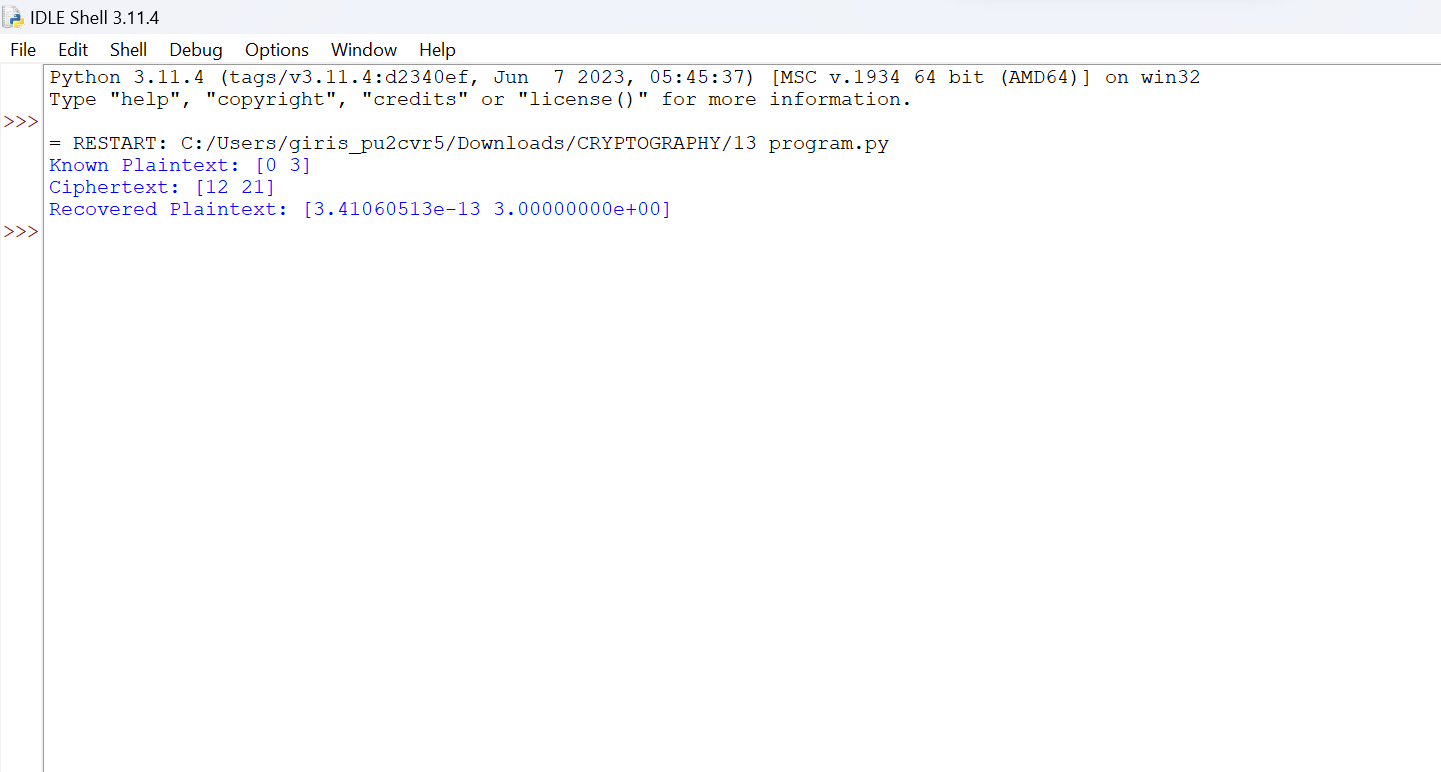 IDLE Shell 3.11.4
File Edit Shell Debug Options Window Help
Python 3.11.4 (tags/v3.11.4:d2340ef, Jun  7 2023, 05:45:37) [MSC v.1934 64 bit (AMD64)] on win32
Type "help", "copyright", "credits" or "license()" for more information.
>>>
= RESTART: C:/Users/giris_pu2cvr5/Downloads/CRYPTOGRAPHY/13 program.py
Known Plaintext: [0 3]
Ciphertext: [12 21]
Recovered Plaintext: [3.41060513e-13 3.00000000e+00]
>>>